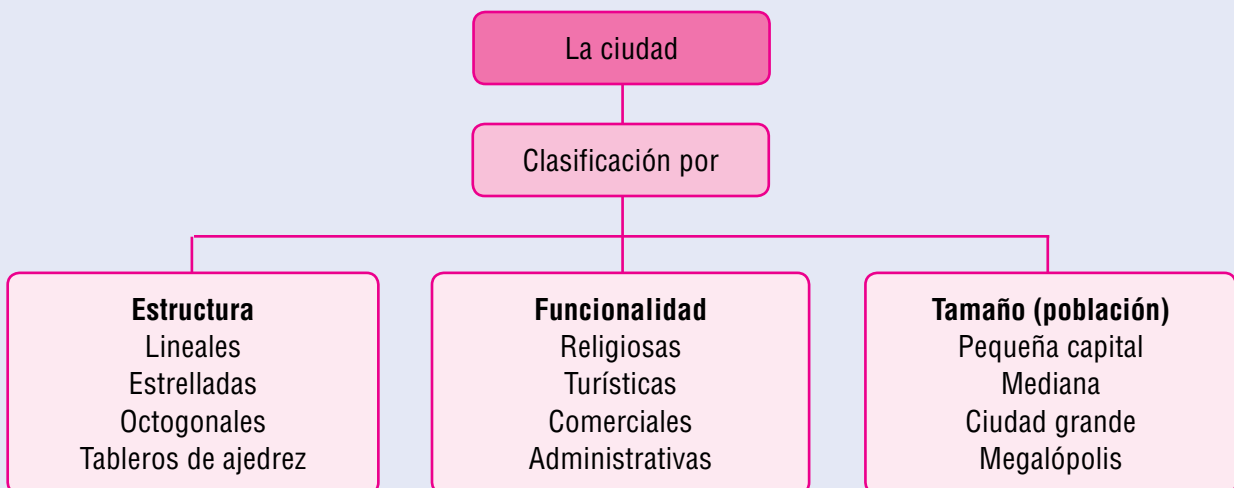 La ciudad
Clasificación por
Estructura
Lineales
Estrelladas
Octogonales
Tableros de ajedrez
Funcionalidad
Religiosas
Turísticas
Comerciales
Administrativas
Tamaño (población)
Pequeña capital
Mediana
Ciudad grande
Megalópolis